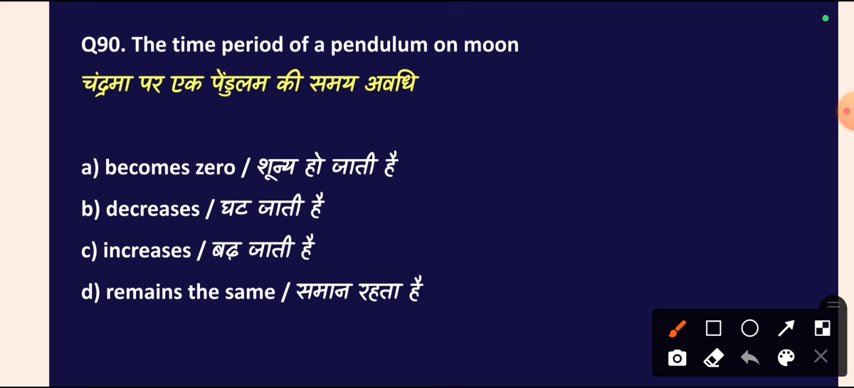 Q90. The time period of a pendulum on moon
चंद्रमा पर एक पेंडुलम की समय अवधि
a) becomes zero / शून्य हो जाती हैं
b) decreases / घट जाती है
c) increases / बढ़ जाती है
d) remains the same / समान रहता है